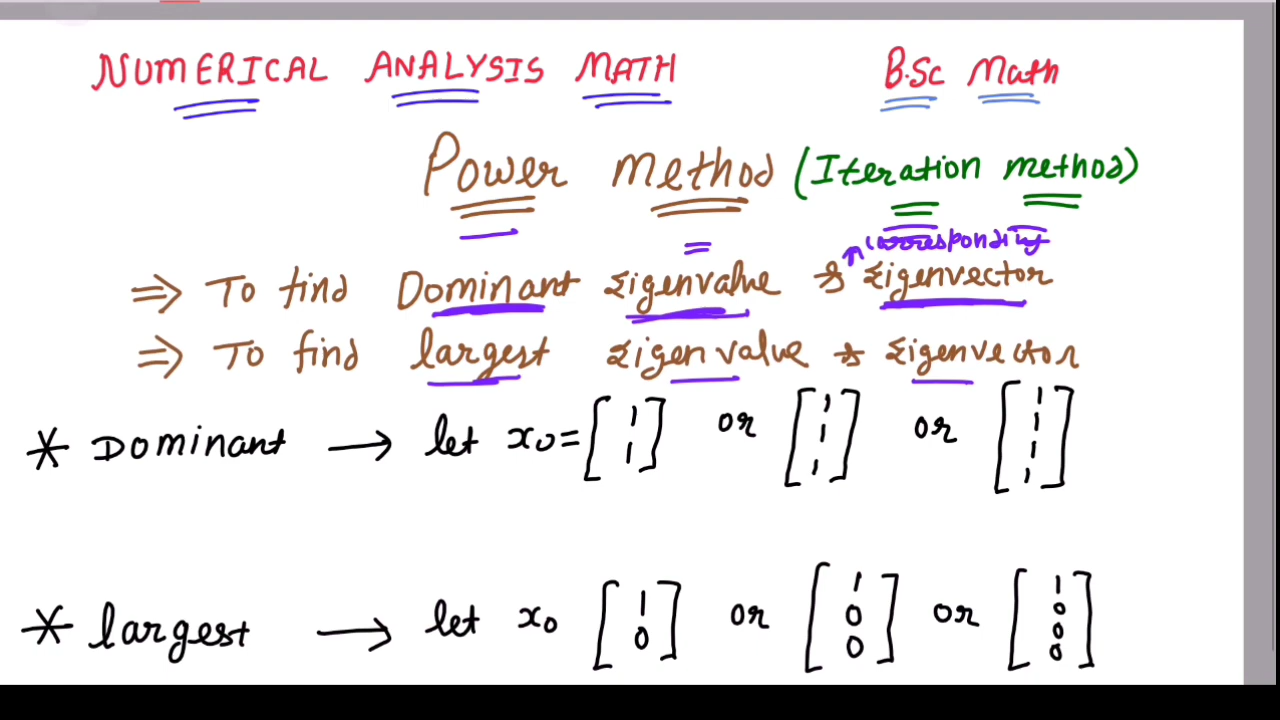 NUMERICAL ANALYSIS MATH B.Sc Math
Power Method (Iteration method)
corresponding
⇒ To find Dominant Eigenvalue & Eigenvector
⇒ To find largest Eigenvalue & Eigenvector
* Dominant → let x₀ = [1 1] or [1 1 1] or [1 1 1 1]
* largest → let x₀ [1 0] or [1 0 0] or [1 0 0 0]